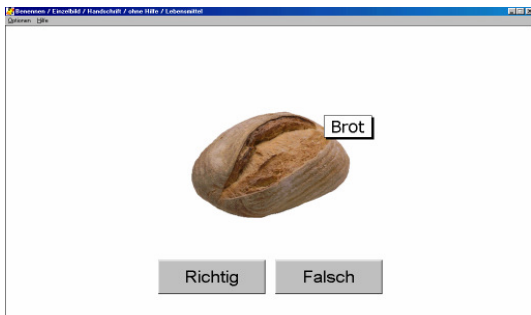 Benennen / Einzelbild / Handschrift / ohne Hilfe / Lebensmittel
Optionen Hilfe
Brot
Richtig Falsch